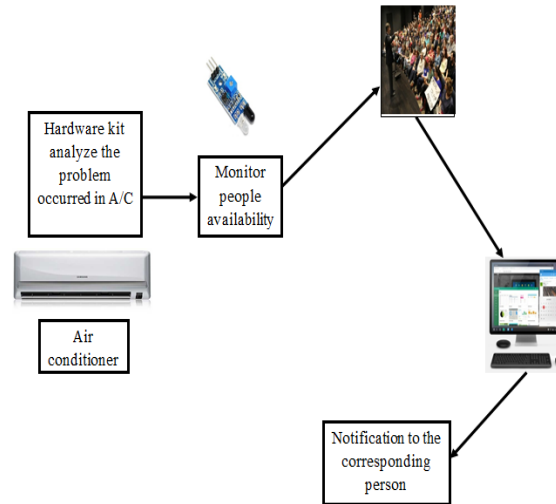 Hardware kit
analyze the
problem
occurred in A/C
Monitor
people
availability
Air
conditioner
Notification to the
corresponding
person